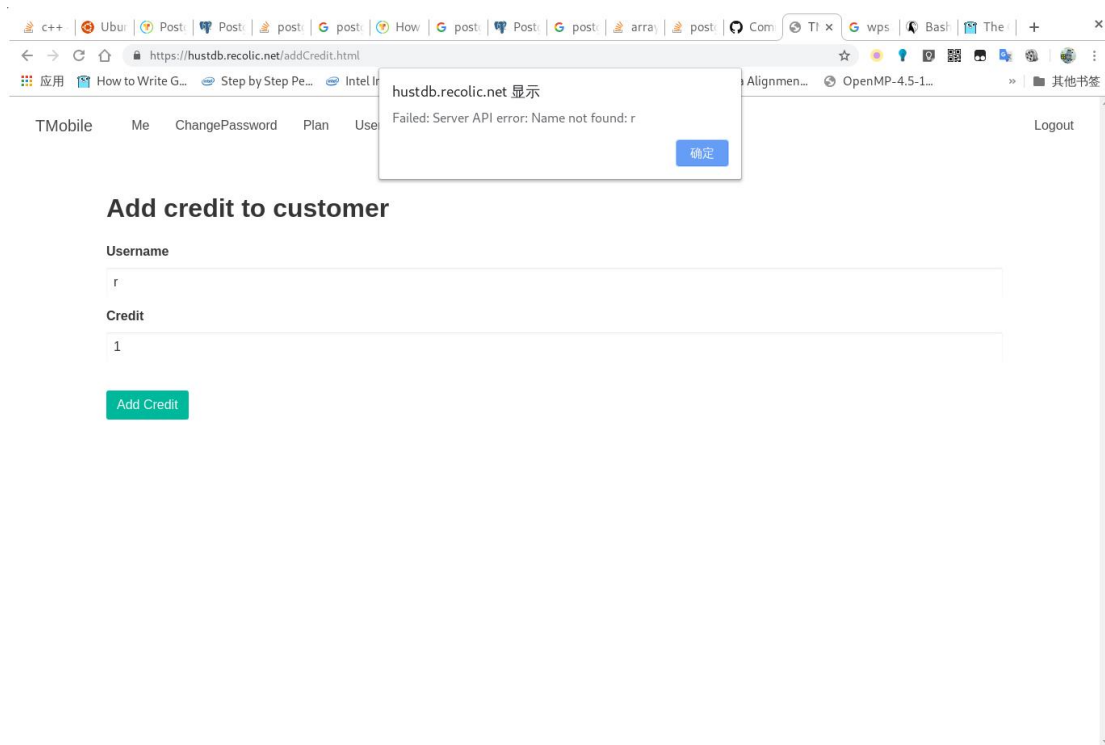 c++ Ubu Post Post post post How post Post post array post Com TM wps Bash The
https://hustdb.recolic.net/addCredit.html
应用 How to Write G... Step by Step Pe... Intel Alignmen... OpenMP-4.5-1... » 其他书签
hustdb.recolic.net 显示
Failed: Server API error: Name not found: r
确定
TMobile Me ChangePassword Plan Logout
Add credit to customer
Username
r
Credit
1
Add Credit